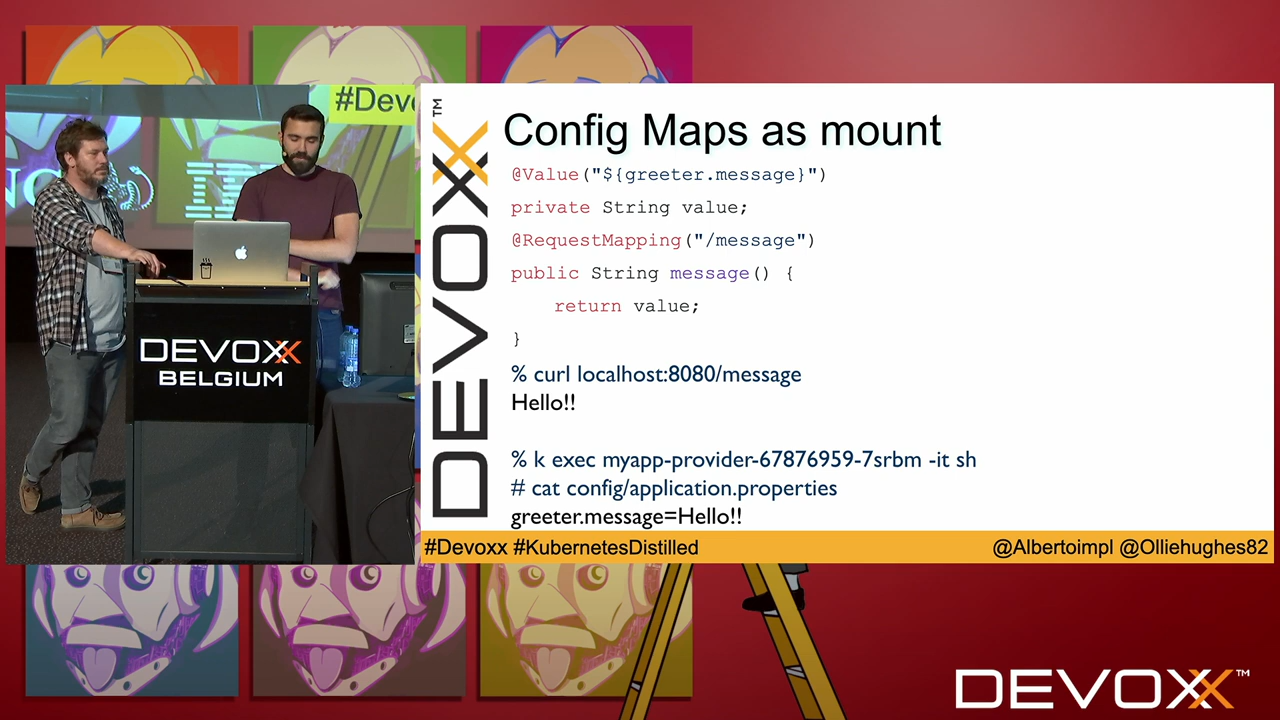 #Devo
DEVOXX™
Config Maps as mount
@Value("${greeter.message}")
private String value;
@RequestMapping("/message")
public String message() {
return value;
}
% curl localhost:8080/message
Hello!!
% k exec myapp-provider-67876959-7srbm -it sh
# cat config/application.properties
greeter.message=Hello!!
#Devoxx #KubernetesDistilled
@Albertoimpl @Olliehughes82
DEVOXX
BELGIUM
DEVOXX™